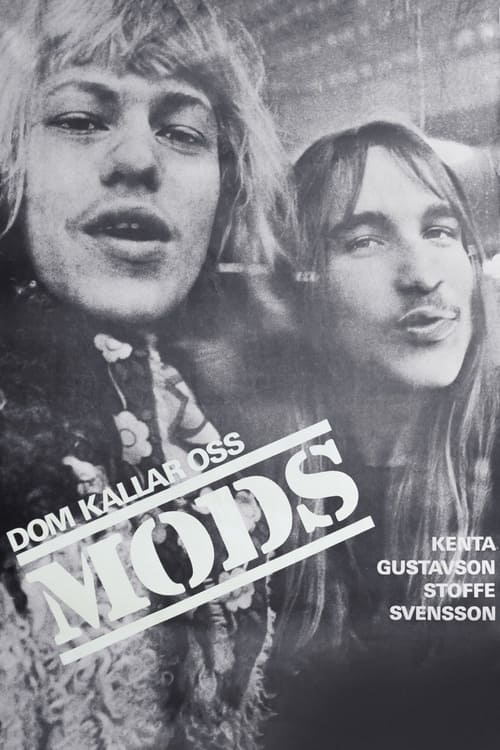 DOM KALLAR OSS
MODS
KENTA
GUSTAVSON
STOFFE
SVENSSON